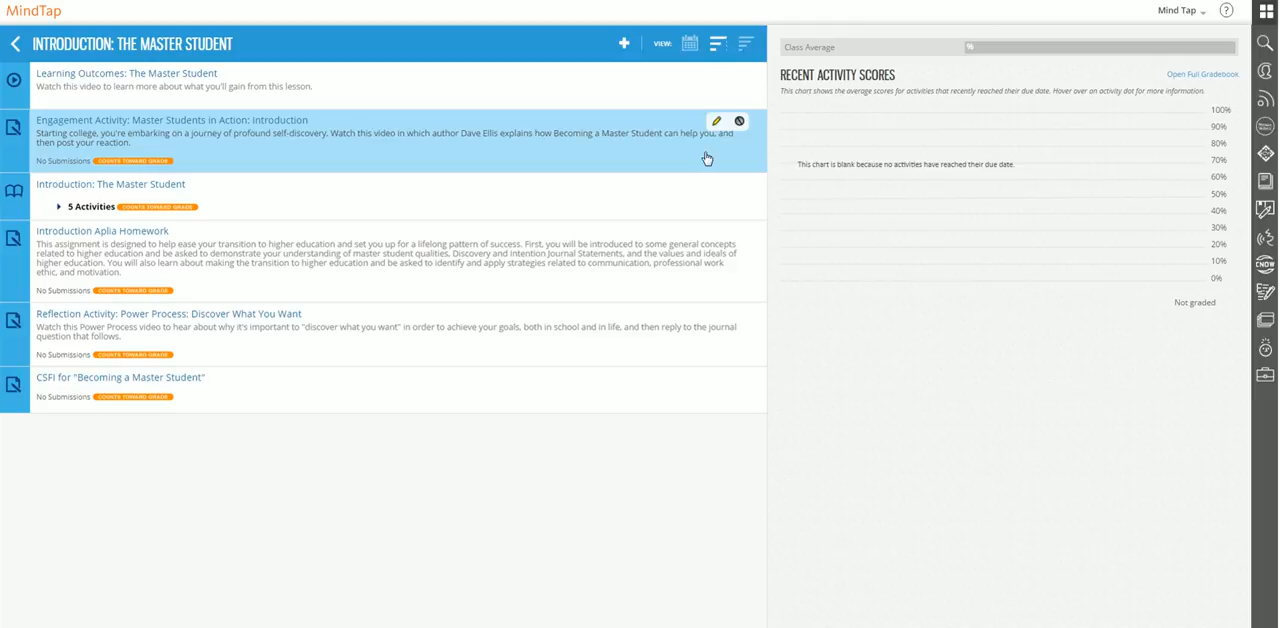 MindTap
Mind Tap
INTRODUCTION: THE MASTER STUDENT
VIEW:
Learning Outcomes: The Master Student
Watch this video to learn more about what you'll gain from this lesson.
Engagement Activity: Master Students in Action: Introduction
Starting college, you're embarking on a journey of profound self-discovery. Watch this video in which author Dave Ellis explains how Becoming a Master Student can help you, and
then post your reaction.
No Submissions COUNTS TOWARD GRADE
Introduction: The Master Student
5 Activities COUNTS TOWARD GRADE
Introduction Aplia Homework
This assignment is designed to help ease your transition to higher education and set you up for a lifelong pattern of success. First, you will be introduced to some general concepts
related to higher education and be asked to demonstrate your understanding of master student qualities, Discovery and Intention Journal Statements, and the values and ideals of
higher education. You will also learn about making the transition to higher education and be asked to identify and apply strategies related to communication, professional work
ethic, and motivation.
No Submissions COUNTS TOWARD GRADE
Reflection Activity: Power Process: Discover What You Want
Watch this Power Process video to hear about why it's important to "discover what you want" in order to achieve your goals, both in school and in life, and then reply to the journal
question that follows.
No Submissions COUNTS TOWARD GRADE
CSFI for "Becoming a Master Student"
No Submissions COUNTS TOWARD GRADE
Class Average %
RECENT ACTIVITY SCORES
Open Full Gradebook
This chart shows the average scores for activities that recently reached their due date. Hover over an activity dot for more information.
100%
90%
80%
70%
This chart is blank because no activities have reached their due date.
60%
50%
40%
30%
20%
10%
0%
Not graded
CNOW